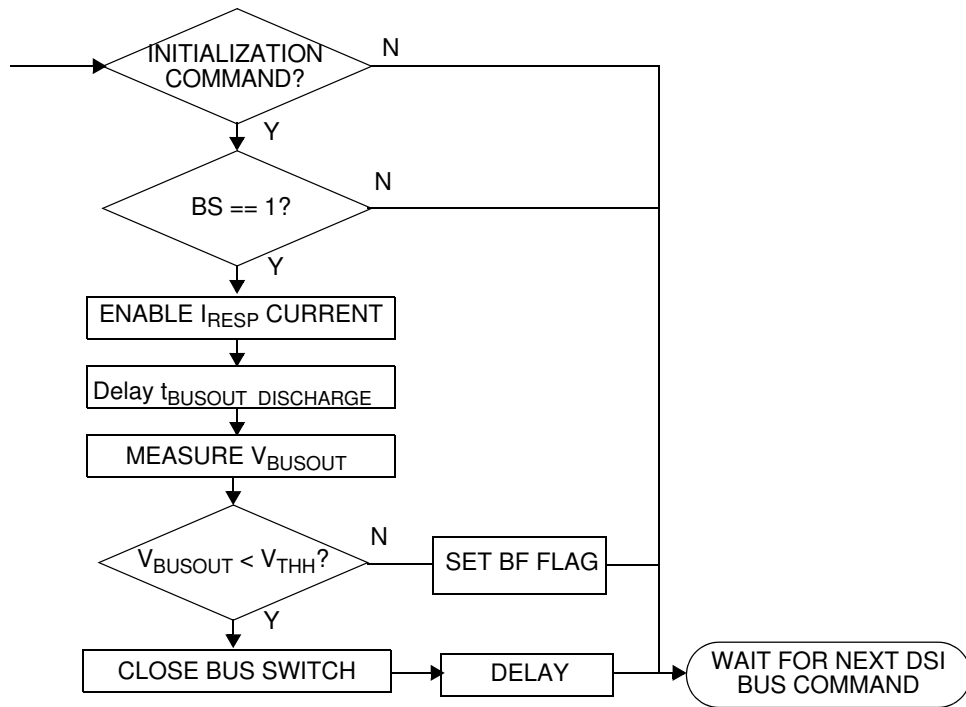 INITIALIZATION
COMMAND?
N
Y
BS == 1?
N
Y
ENABLE IRESP CURRENT
Delay tBUSOUT_DISCHARGE
MEASURE VBUSOUT
VBUSOUT < VTHH?
N
SET BF FLAG
Y
CLOSE BUS SWITCH
DELAY
WAIT FOR NEXT DSI
BUS COMMAND